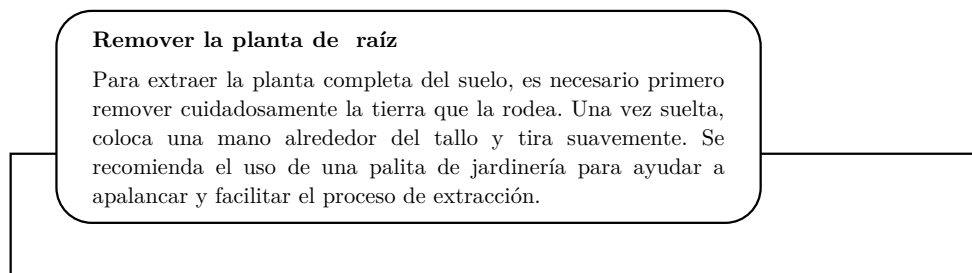 Remover la planta de raíz
Para extraer la planta completa del suelo, es necesario primero
remover cuidadosamente la tierra que la rodea. Una vez suelta,
coloca una mano alrededor del tallo y tira suavemente. Se
recomienda el uso de una palita de jardinería para ayudar a
apalancar y facilitar el proceso de extracción.